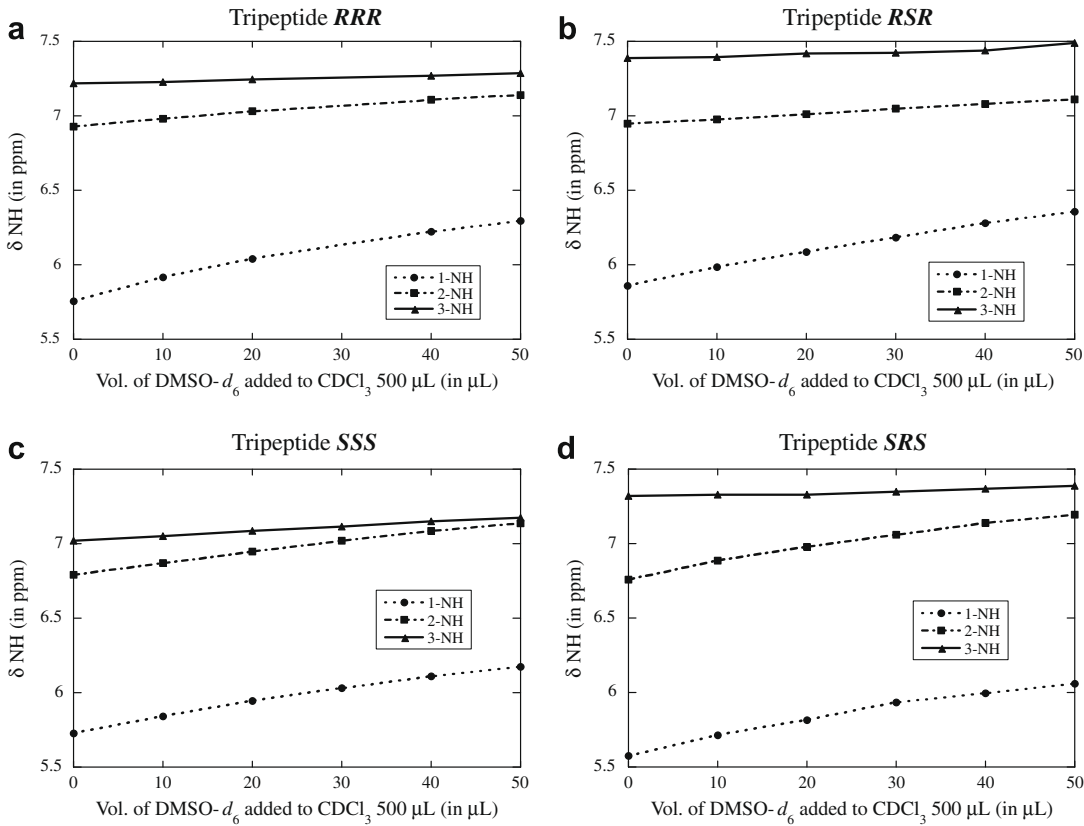 a
Tripeptide RRR
7.5
7
6.5
6
5.5
δ NH (in ppm)
1-NH
2-NH
3-NH
0 10 20 30 40 50
Vol. of DMSO-d6 added to CDCl3 500 μL (in μL)
b
Tripeptide RSR
7.5
7
6.5
6
5.5
δ NH (in ppm)
1-NH
2-NH
3-NH
0 10 20 30 40 50
Vol. of DMSO-d6 added to CDCl3 500 μL (in μL)
c
Tripeptide SSS
7.5
7
6.5
6
5.5
δ NH (in ppm)
1-NH
2-NH
3-NH
0 10 20 30 40 50
Vol. of DMSO-d6 added to CDCl3 500 μL (in μL)
d
Tripeptide SRS
7.5
7
6.5
6
5.5
δ NH (in ppm)
1-NH
2-NH
3-NH
0 10 20 30 40 50
Vol. of DMSO-d6 added to CDCl3 500 μL (in μL)